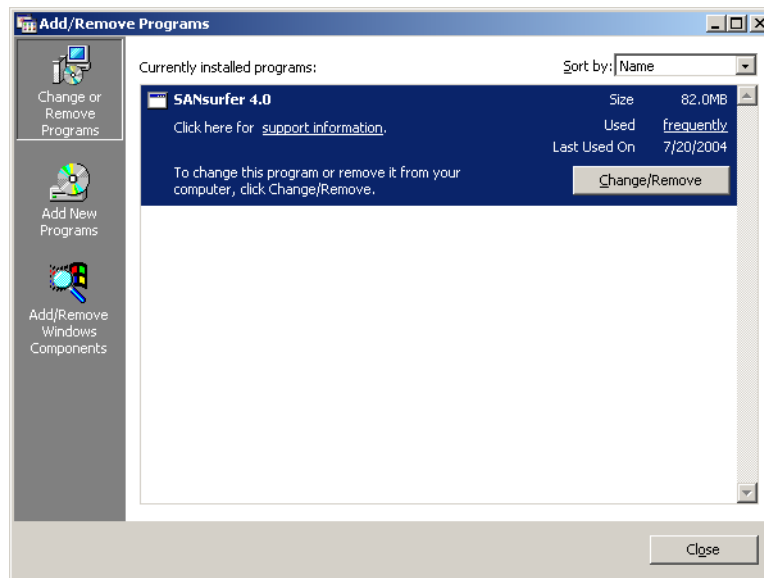 Add/Remove Programs
Change or
Remove
Programs
Add New
Programs
Add/Remove
Windows
Components
Currently installed programs:
Sort by: Name
SANsurfer 4.0
Size 82.0MB
Click here for support information.
Used frequently
Last Used On 7/20/2004
To change this program or remove it from your
computer, click Change/Remove.
Change/Remove
Close